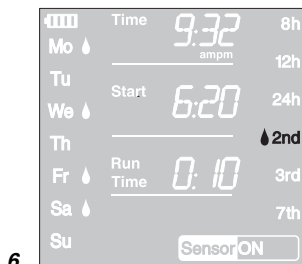 Time 9:32 8h
Mo ampm
12h
Tu
Start 6:20 24h
We
2nd
Th
Run Time 0:10 3rd
Fr
Sa 7th
Su
Sensor ON
6